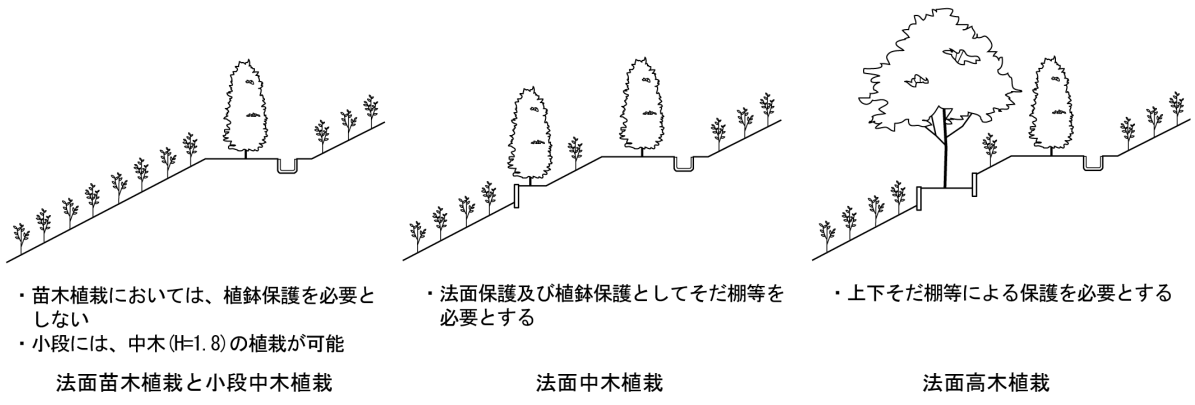 ・苗木植栽においては、植鉢保護を必要と
しない
・小段には、中木(H=1.8)の植栽が可能
法面苗木植栽と小段中木植栽
・法面保護及び植鉢保護としてそだ棚等を
必要とする
法面中木植栽
・上下そだ棚等による保護を必要とする
法面高木植栽